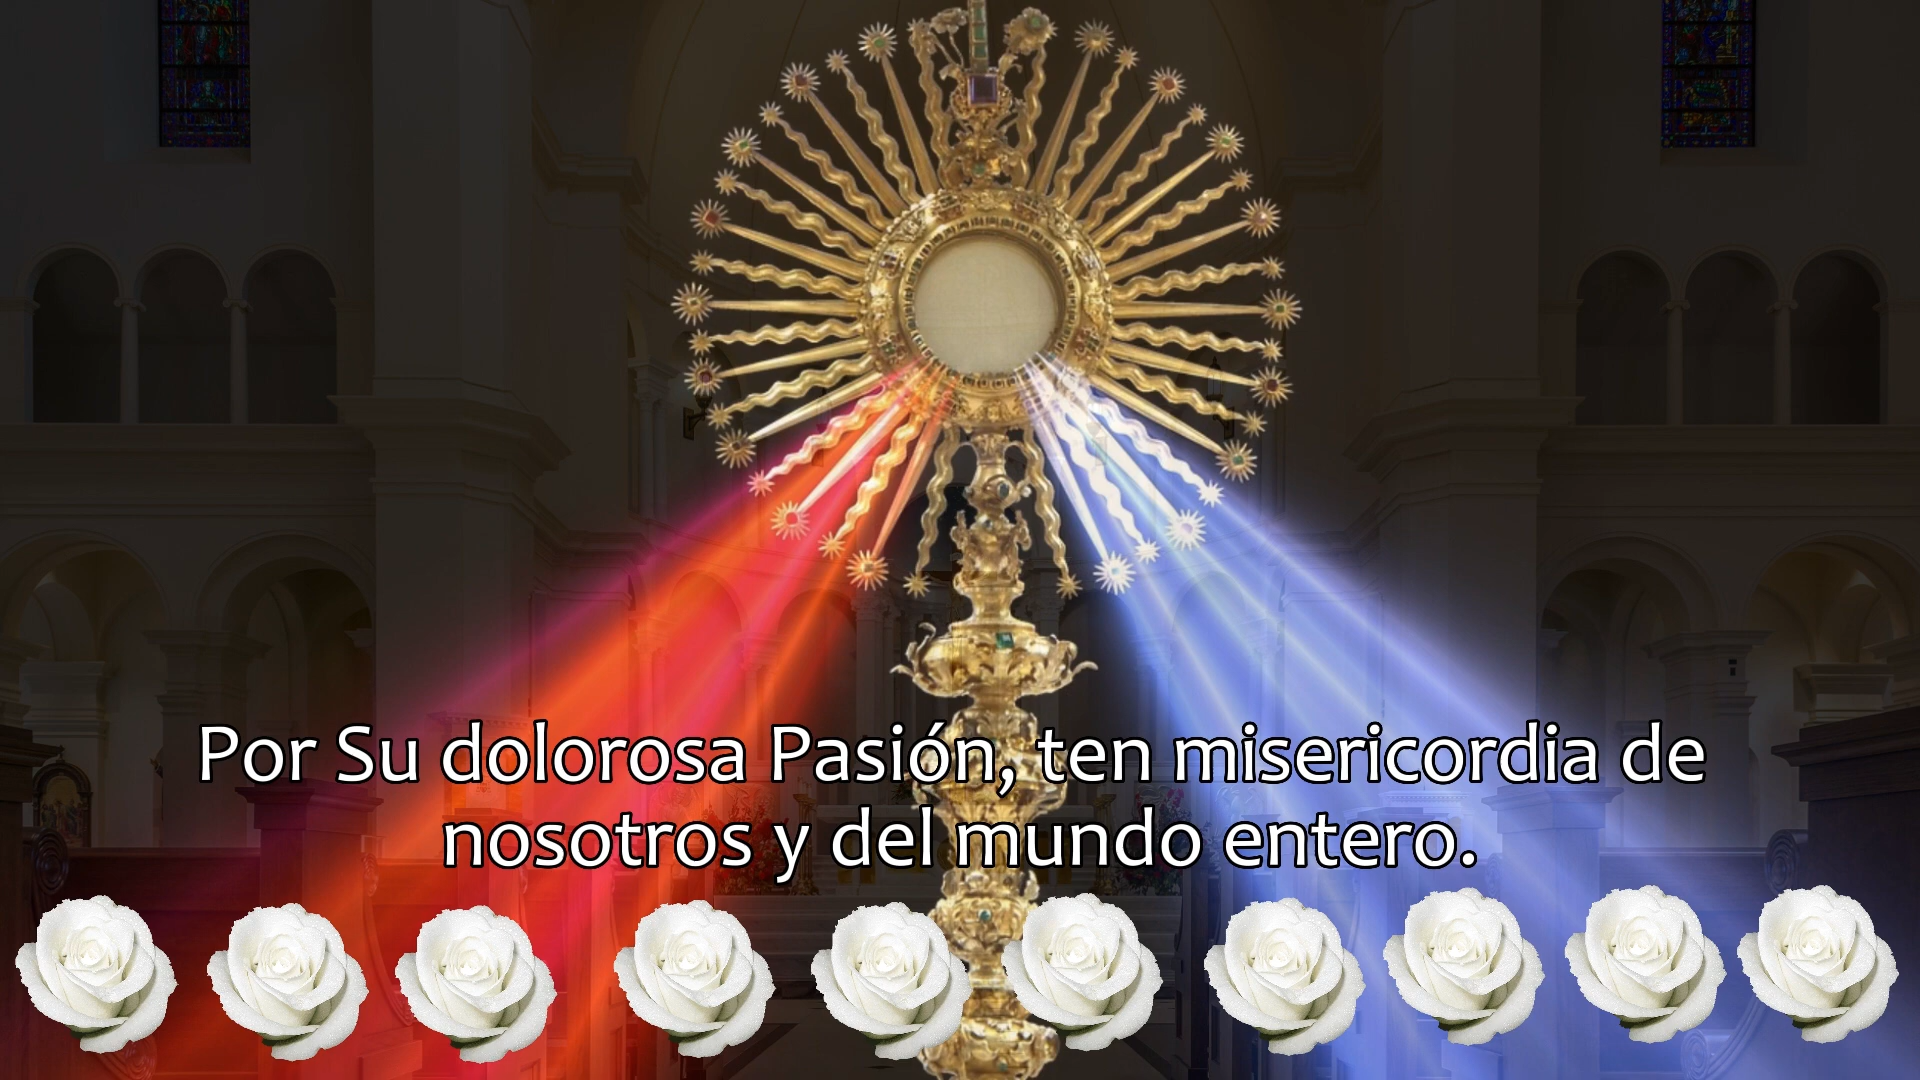 Por Su dolorosa Pasión, ten misericordia de
nosotros y del mundo entero.